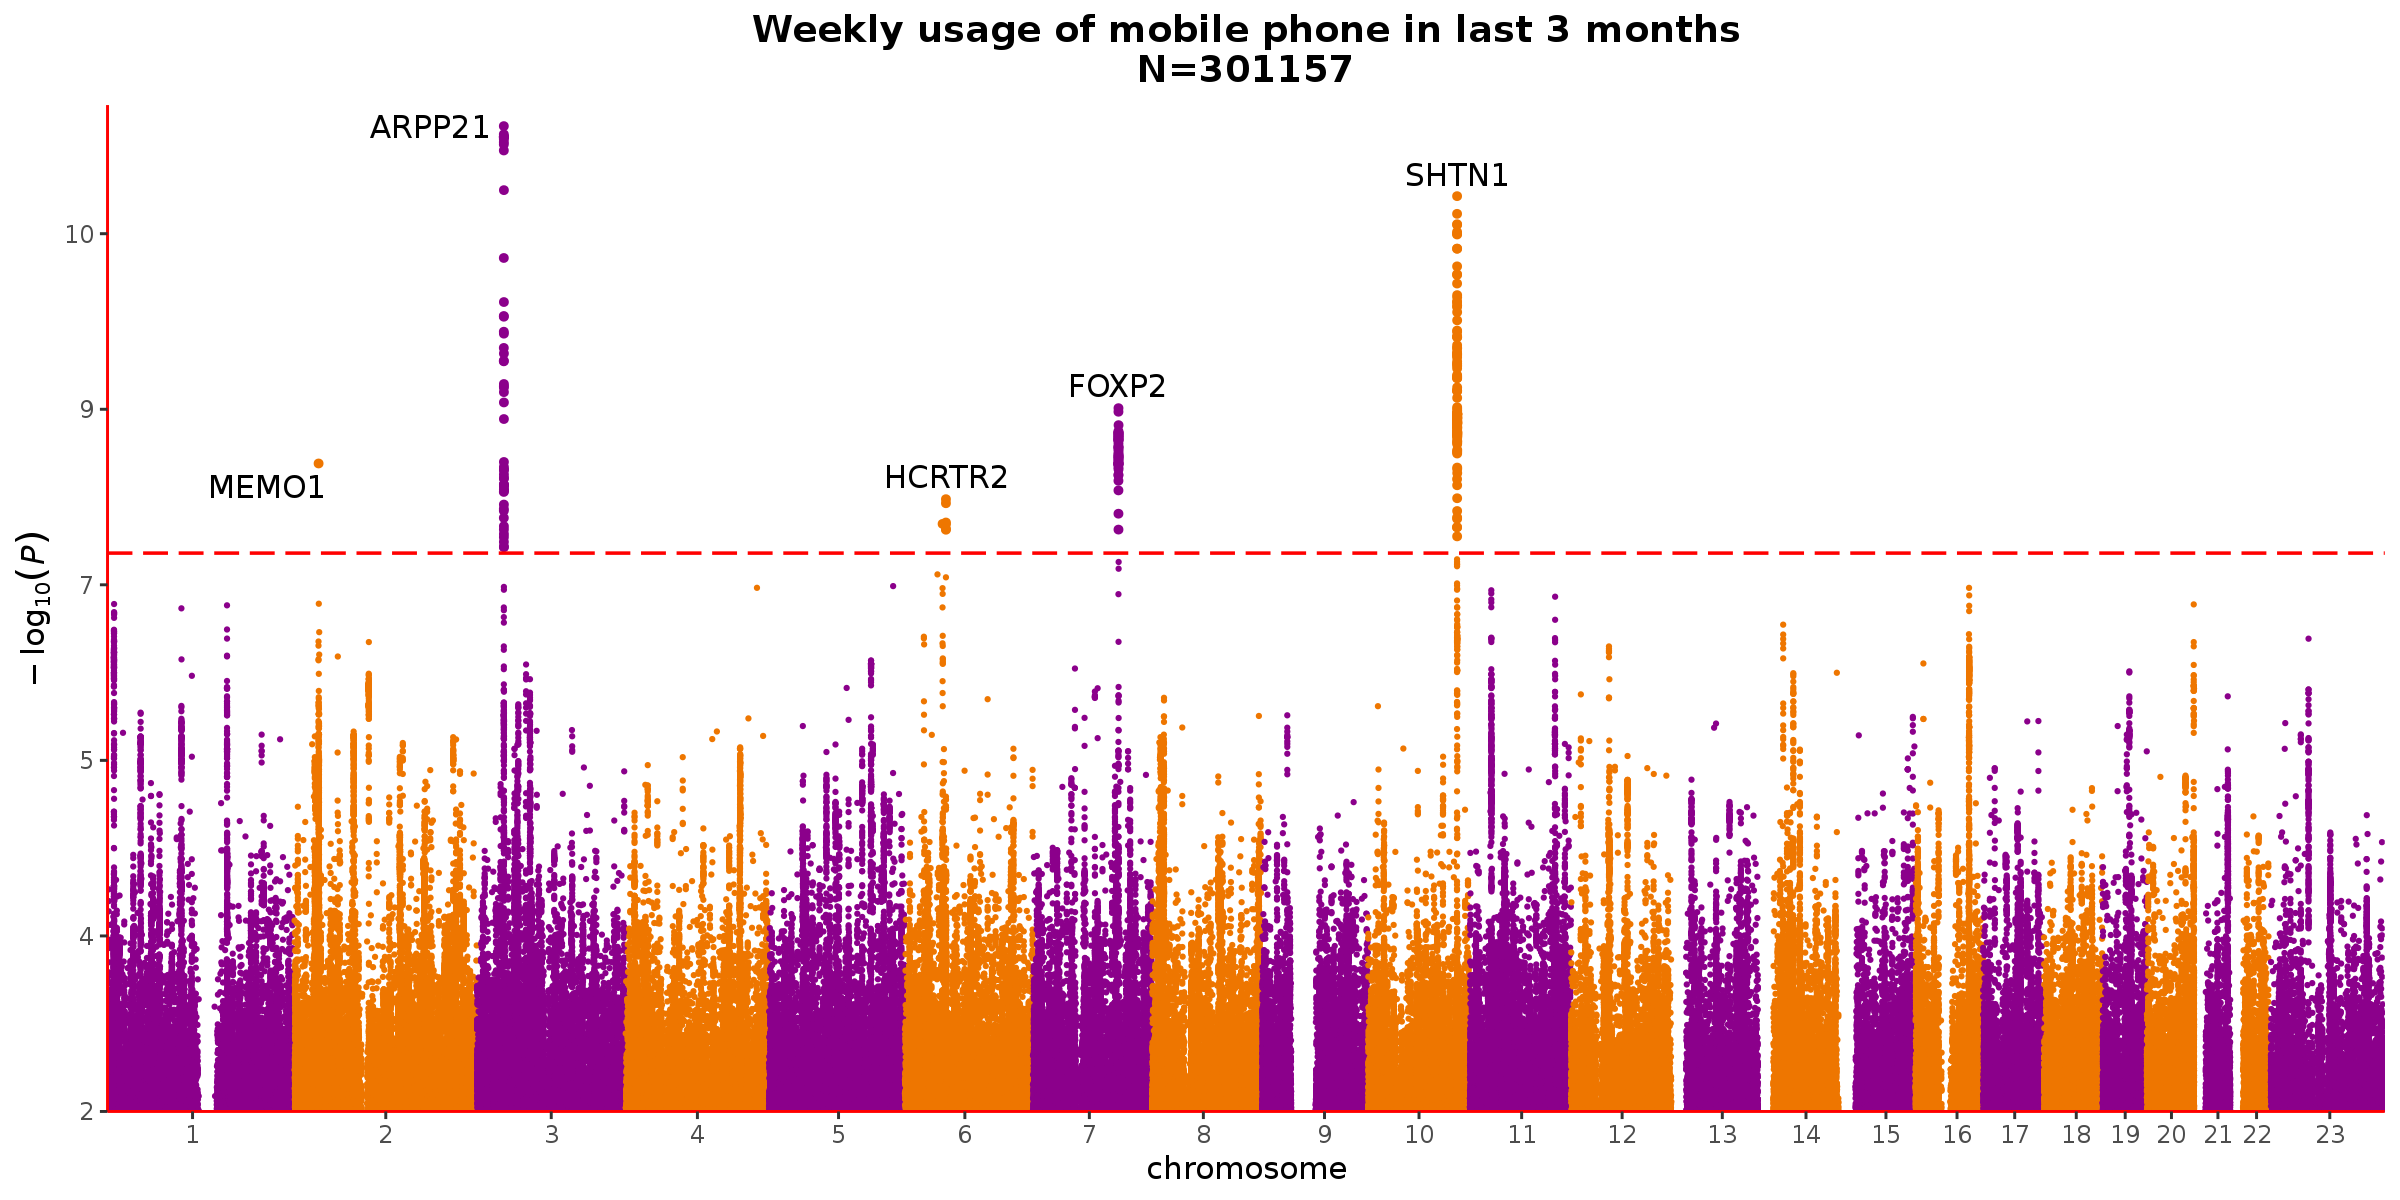 Weekly usage of mobile phone in last 3 months
N=301157
ARPP21
SHTN1
10
FOXP2
9
HCRTR2
MEMO1
7
5
4
2
− log₁₀(P)
1 2 3 4 5 6 7 8 9 10 11 12 13 14 15 16 17 18 19 20 21 22 23
chromosome